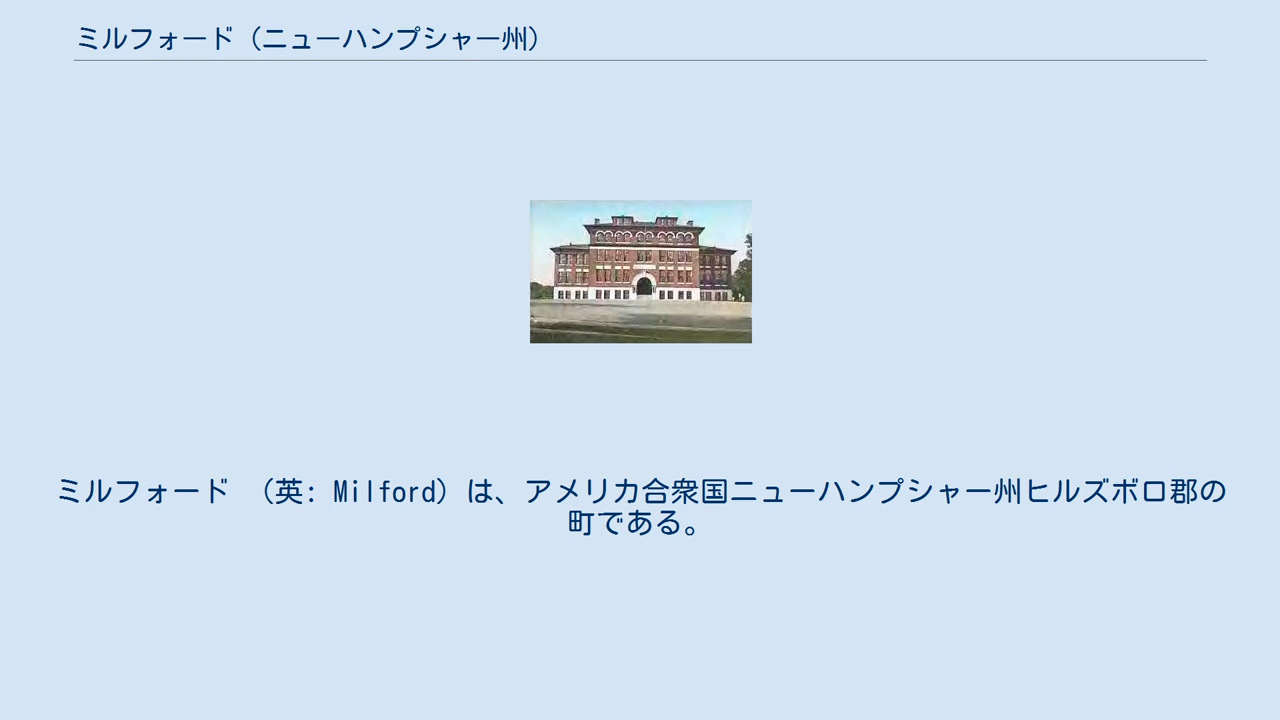 ミルフォード（ニューハンプシャー州）
ミルフォード （英: Milford）は、アメリカ合衆国ニューハンプシャー州ヒルズボロ郡の
町である。